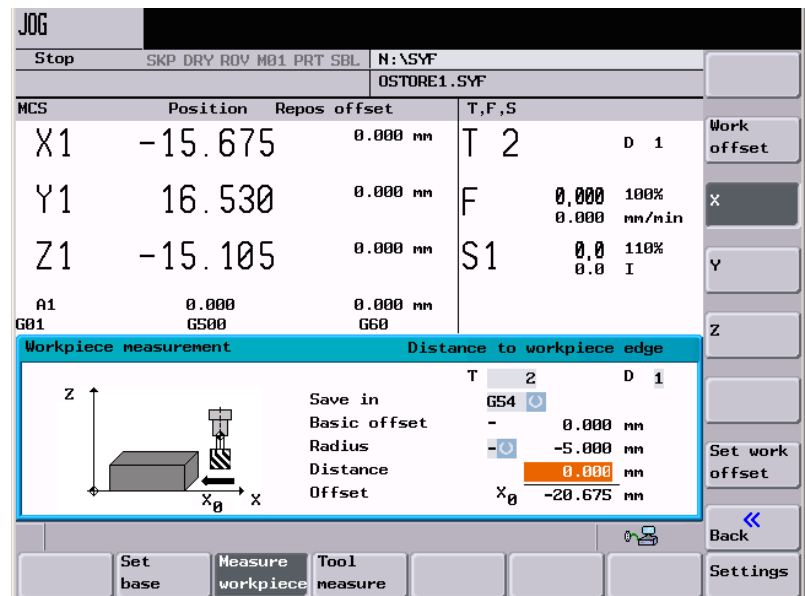 JOG
Stop SKP DRY ROV M01 PRT SBL N:\SYF
OSTORE1.SYF
MCS Position Repos offset T,F,S
Work
offset
X1 -15.675 0.000 mm T 2 D 1
X
Y1 16.530 0.000 mm F 0,000 100%
0.000 mm/min
Z1 -15.105 0.000 mm S1 0,0 110%
0.0 I
Y
A1 0.000 0.000 mm
G01 G500 G60
Z
Workpiece measurement Distance to workpiece edge
T 2 D 1
Z
Save in G54
Basic offset - 0.000 mm
Radius - -5.000 mm
Distance 0.000 mm
Offset X0 -20.675 mm
X0 X
Set work
offset
Back
Set
base
Measure
workpiece
Tool
measure
Settings